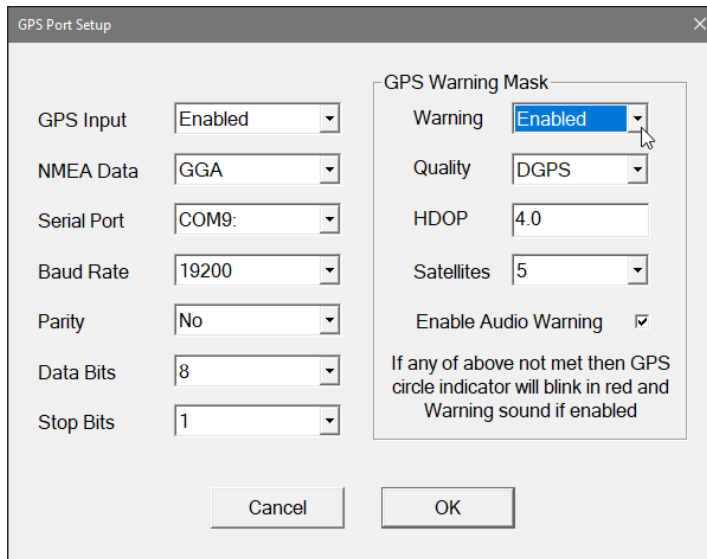 GPS Port Setup
GPS Input Enabled
NMEA Data GGA
Serial Port COM9:
Baud Rate 19200
Parity No
Data Bits 8
Stop Bits 1
GPS Warning Mask
Warning Enabled
Quality DGPS
HDOP 4.0
Satellites 5
Enable Audio Warning
If any of above not met then GPS
circle indicator will blink in red and
Warning sound if enabled
Cancel OK